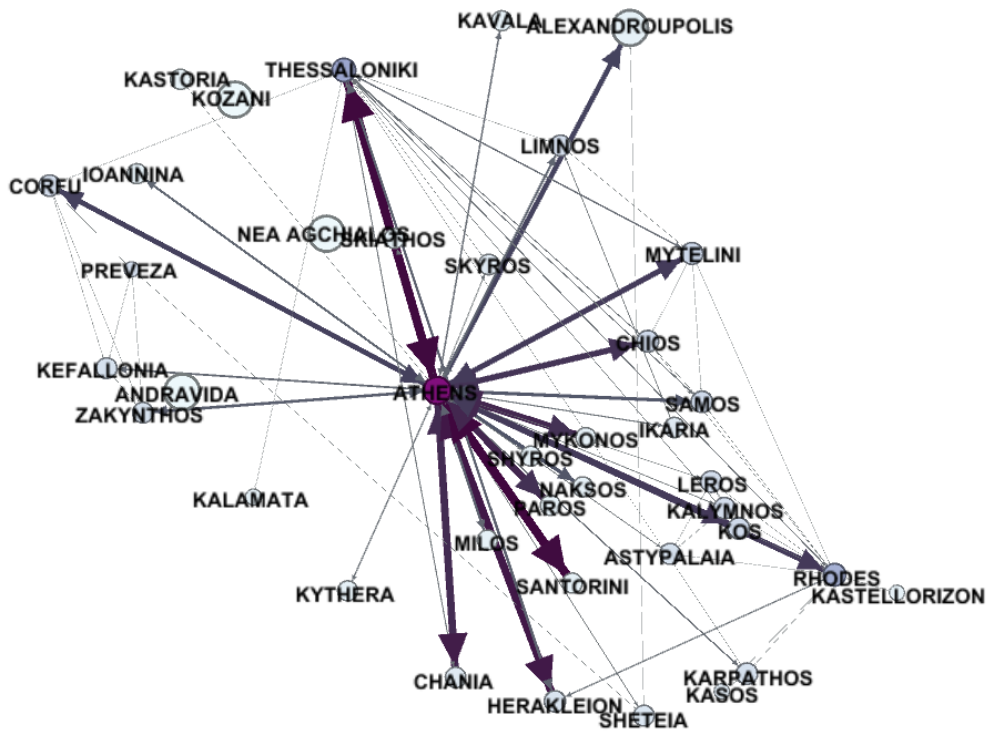 KAVALA
ALEXANDROUPOLIS
THESSALONIKI
KASTORIA
KOZANI
LIMNOS
IOANNINA
CORFU
NEA AGCHIALOS
SKIATHOS
MYTELINI
SKYROS
PREVEZA
CHIOS
KEFALLONIA
ANDRAVIDA
ATHENS
SAMOS
ZAKYNTHOS
IKARIA
MYKONOS
SHYROS
LEROS
NAKSOS
KALAMATA
PAROS
KALYMNOS
KOS
MILOS
ASTYPALAIA
RHODES
SANTORINI
KYTHERA
KASTELLORIZON
CHANIA
KARPATHOS
KASOS
HERAKLEION
SHETEIA